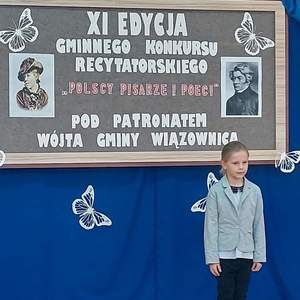 XI EDYCJA
GMINNEGO KONKURSU
RECYTATORSKIEGO
„POLSCY PISARZE I POECI"
POD PATRONATEM
WÓJTA GMINY WIĄZOWNICA